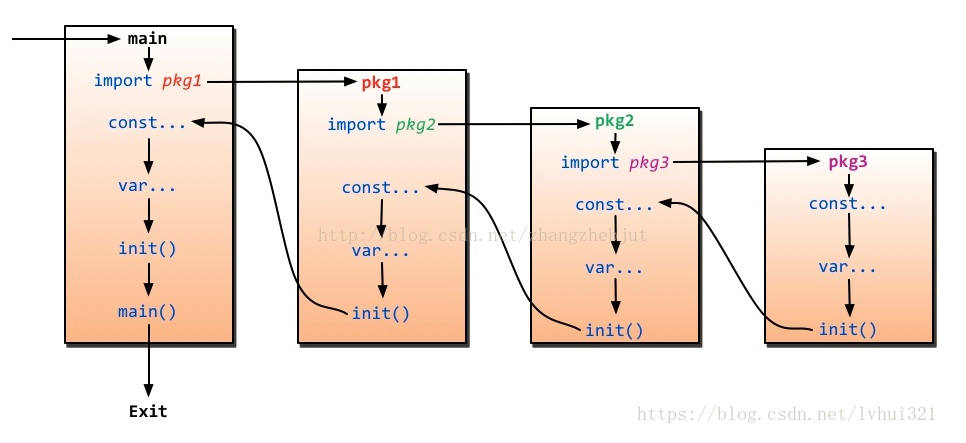 main
import pkg1
const...
var...
init()
main()
Exit
pkg1
import pkg2
const...
var...
init()
pkg2
import pkg3
const...
var...
init()
pkg3
const...
var...
init()
http://blog.csdn.net/zhangzhebjut
https://blog.csdn.net/lvhui321